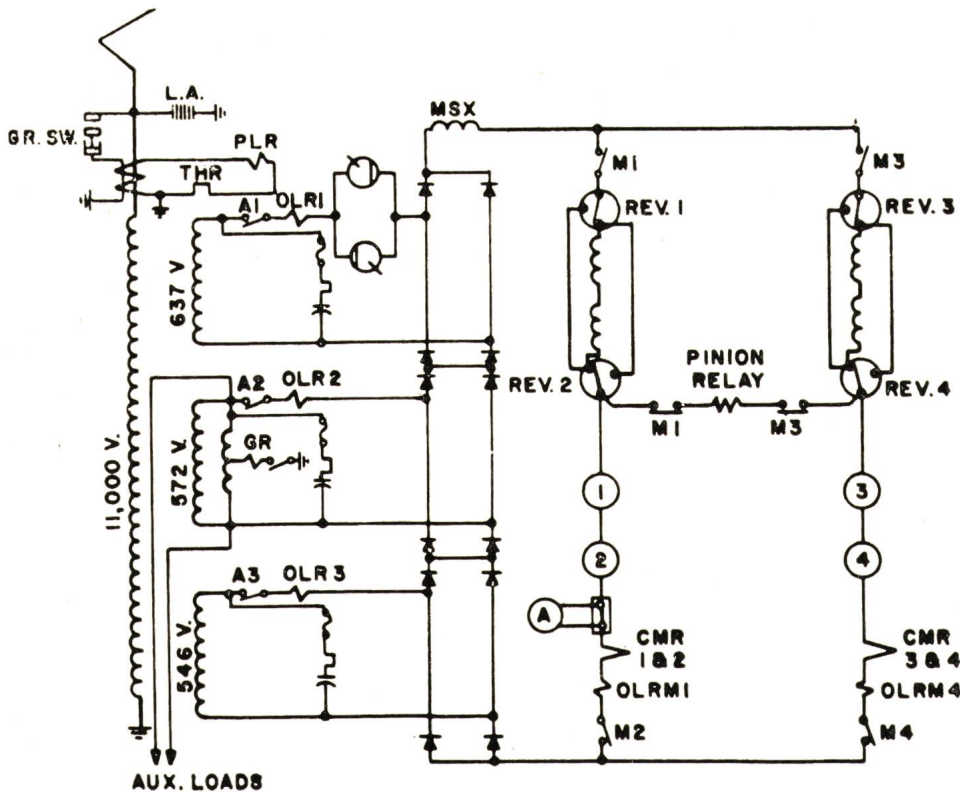 L.A.
GR. SW.
PLR
THR
MSX
M1
M3
A1
OLR1
REV. 1
REV. 3
637 V.
PINION
RELAY
REV. 2
REV. 4
A2
OLR 2
M1
M3
GR
572 V.
11,000 V.
1
3
2
4
A3
OLR 3
A
CMR
1 & 2
CMR
3 & 4
546 V.
OLRM1
OLRM4
M2
M4
AUX. LOADS